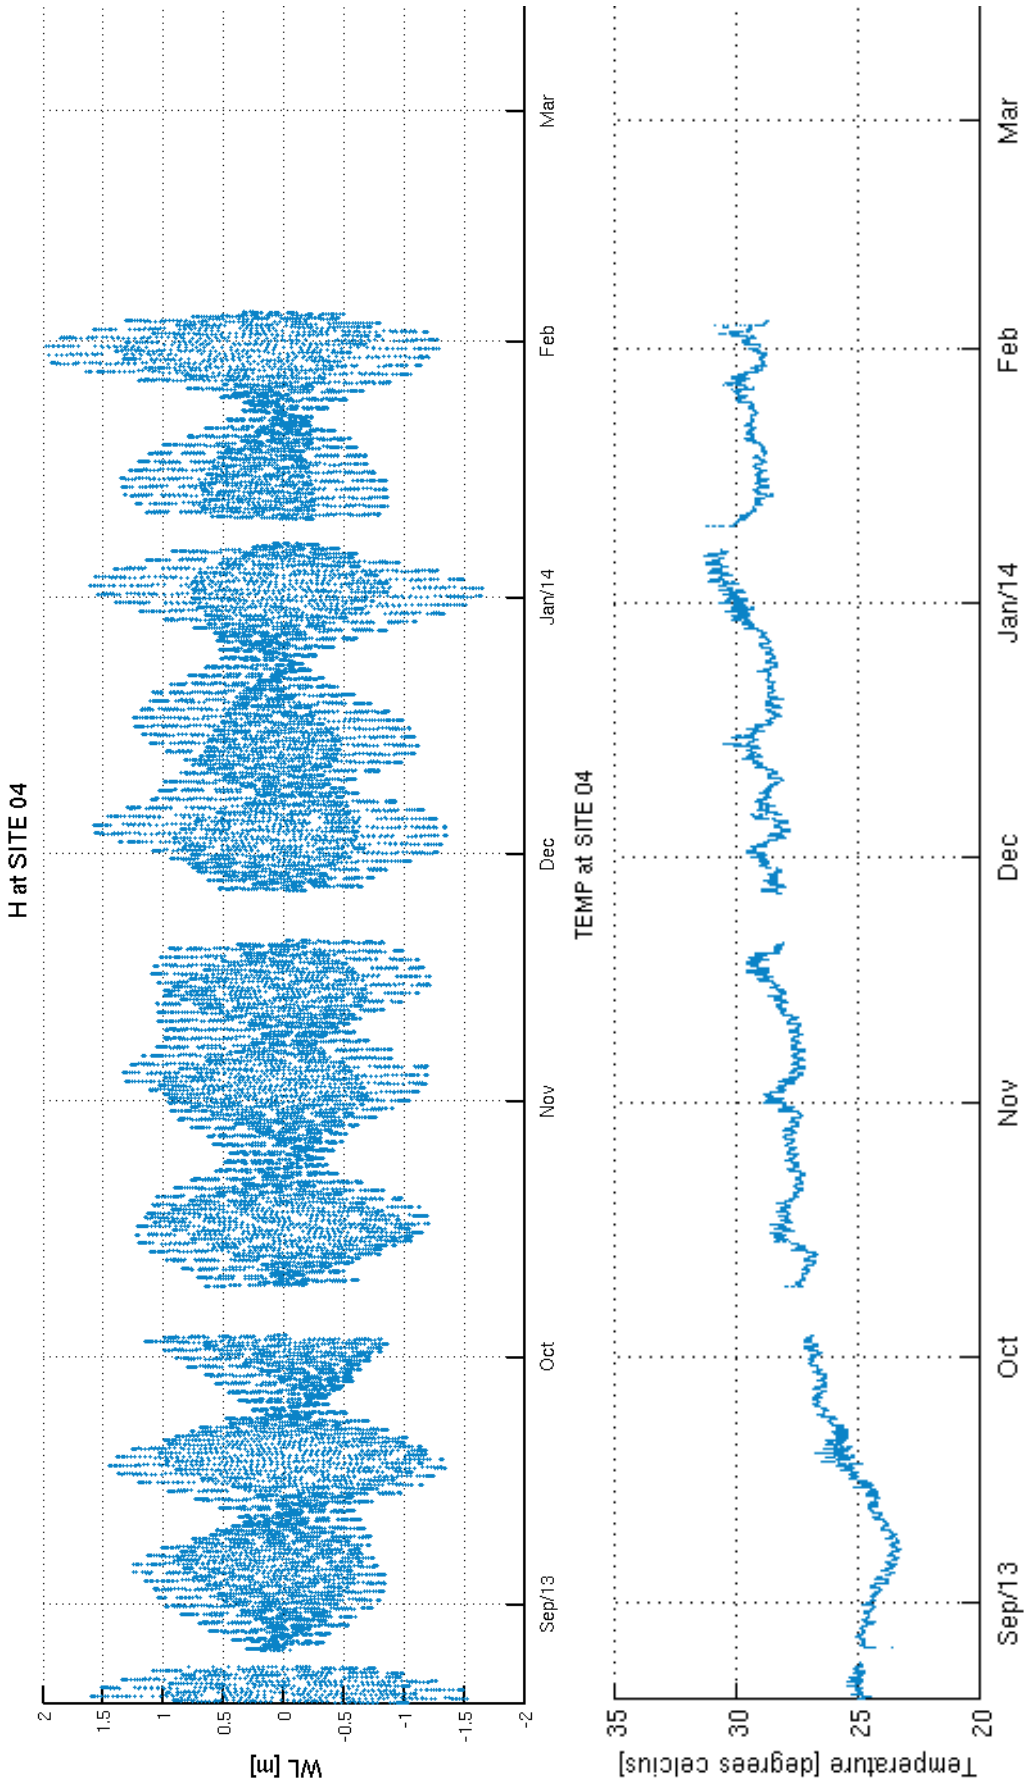 H at SITE 04
WL [m]
2
1.5
1
0.5
0
-0.5
-1
-1.5
-2
Sep/13 Oct Nov Dec Jan/14 Feb Mar
TEMP at SITE 04
Temperature [degrees celcius]
35
30
25
20
Sep/13 Oct Nov Dec Jan/14 Feb Mar